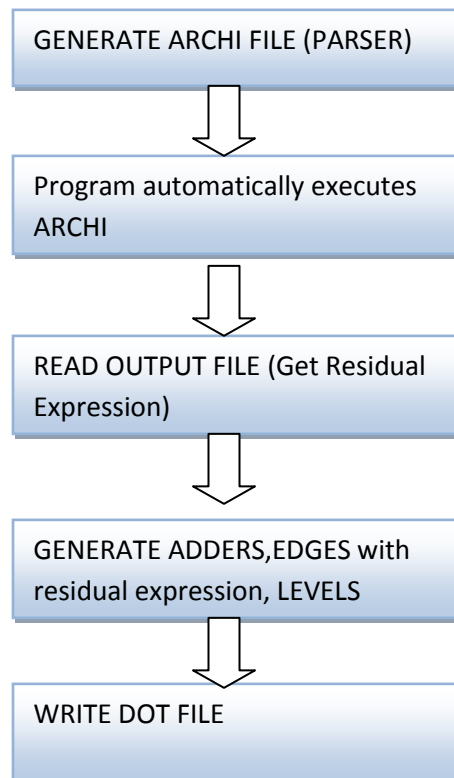 GENERATE ARCHI FILE (PARSER)
Program automatically executes
ARCHI
READ OUTPUT FILE (Get Residual
Expression)
GENERATE ADDERS,EDGES with
residual expression, LEVELS
WRITE DOT FILE